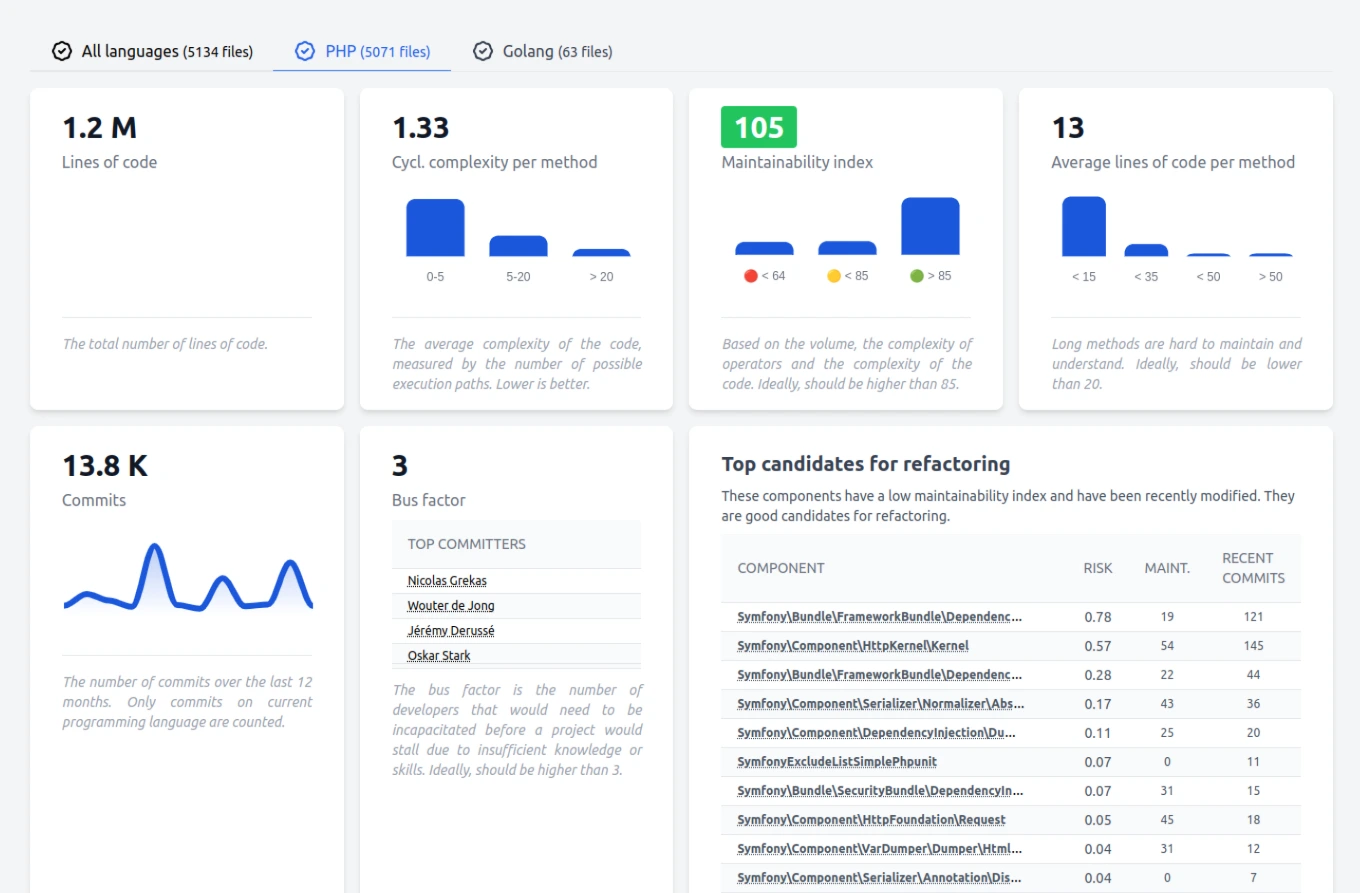 All languages (5134 files) PHP (5071 files) Golang (63 files)
1.2 M
Lines of code
The total number of lines of code.
1.33
Cycl. complexity per method
0-5 5-20 > 20
The average complexity of the code,
measured by the number of possible
execution paths. Lower is better.
105
Maintainability index
< 64 < 85 > 85
Based on the volume, the complexity of
operators and the complexity of the
code. Ideally, should be higher than 85.
13
Average lines of code per method
< 15 < 35 < 50 > 50
Long methods are hard to maintain and
understand. Ideally, should be lower
than 20.
13.8 K
Commits
The number of commits over the last 12
months. Only commits on current
programming language are counted.
3
Bus factor
TOP COMMITTERS
Nicolas Grekas
Wouter de Jong
Jérémy Derussé
Oskar Stark
The bus factor is the number of
developers that would need to be
incapacitated before a project would
stall due to insufficient knowledge or
skills. Ideally, should be higher than 3.
Top candidates for refactoring
These components have a low maintainability index and have been recently modified. They
are good candidates for refactoring.
COMPONENT RISK MAINT. RECENT COMMITS
Symfony\Bundle\FrameworkBundle\Dependenc... 0.78 19 121
Symfony\Component\HttpKernel\Kernel 0.57 54 145
Symfony\Bundle\FrameworkBundle\Dependenc... 0.28 22 44
Symfony\Component\Serializer\Normalizer\Abs... 0.17 43 36
Symfony\Component\DependencyInjection\Du... 0.11 25 20
SymfonyExcludeListSimplePhpunit 0.07 0 11
Symfony\Bundle\SecurityBundle\DependencyIn... 0.07 31 15
Symfony\Component\HttpFoundation\Request 0.05 45 18
Symfony\Component\VarDumper\Dumper\Html... 0.04 31 12
Symfony\Component\Serializer\Annotation\Dis... 0.04 0 7